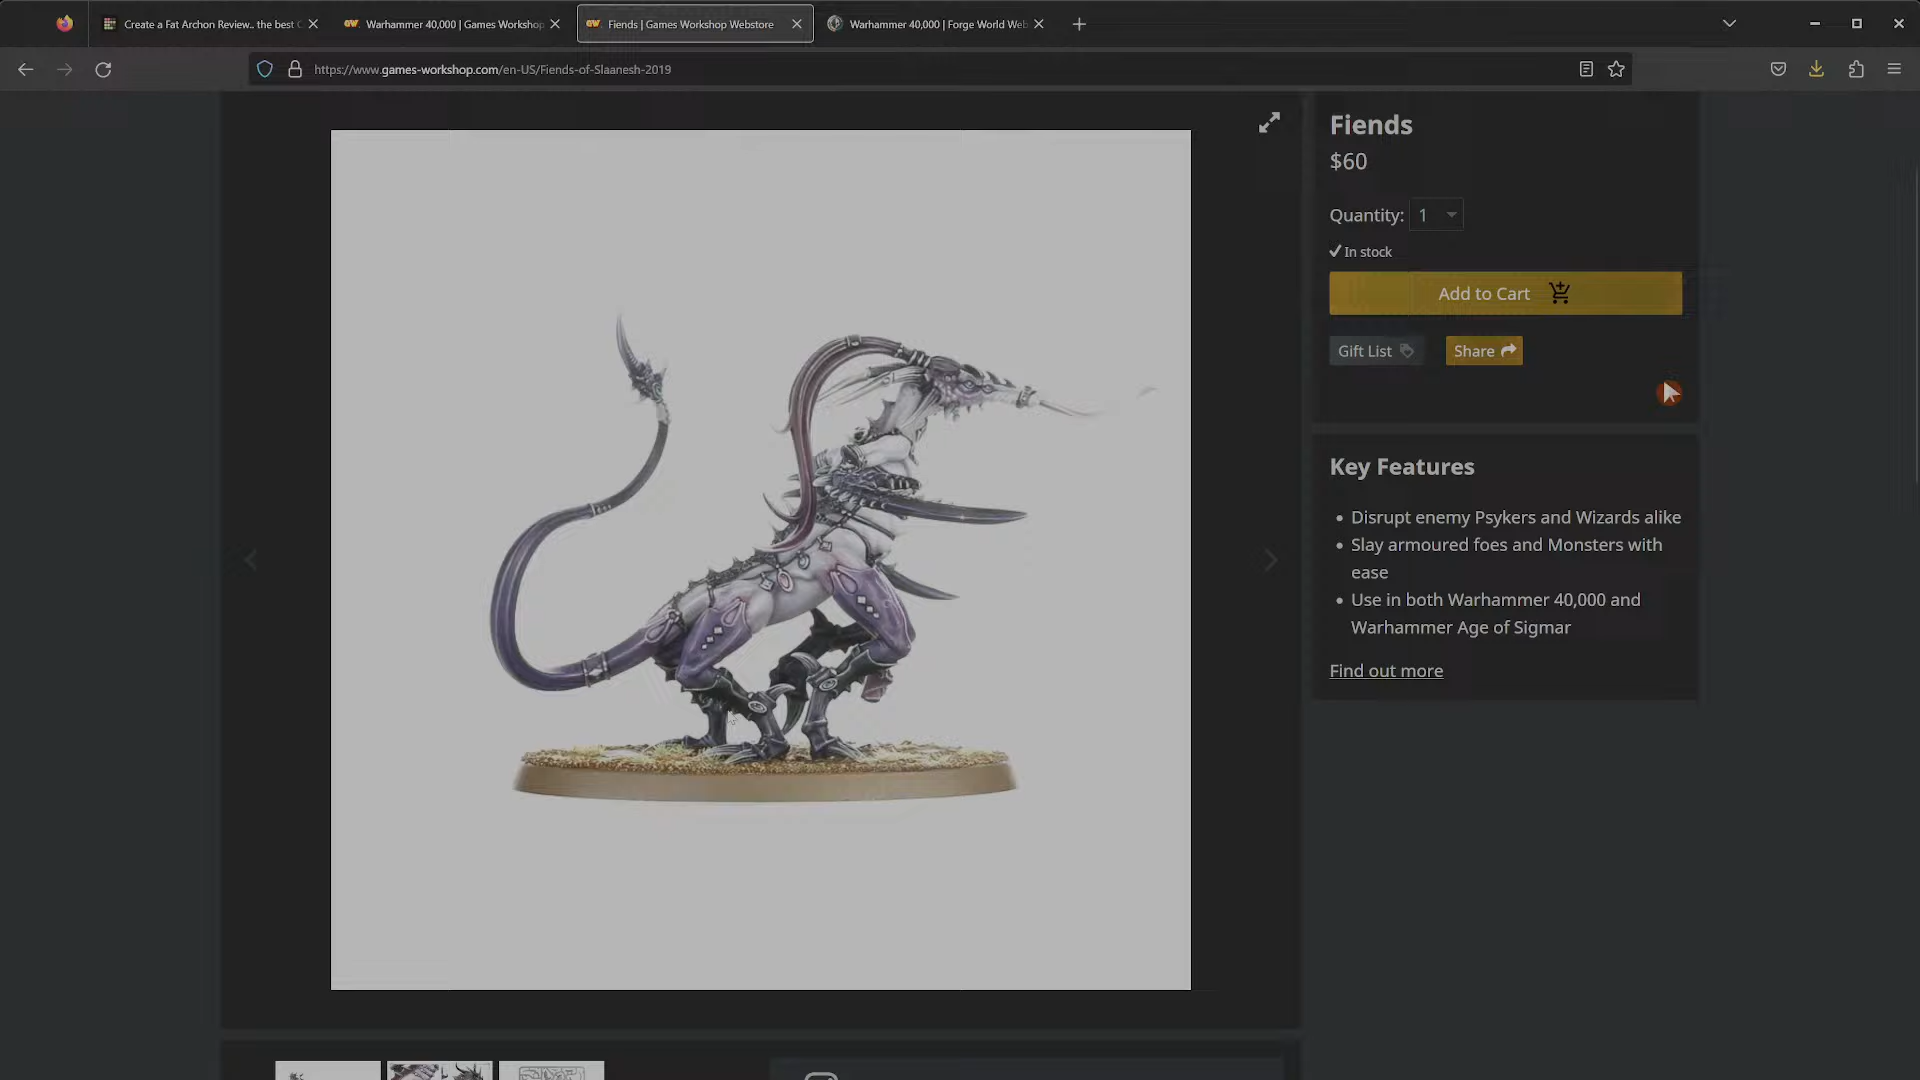 Create a Fat Archon Review.. the best
Warhammer 40,000 | Games Workshop
Fiends | Games Workshop Webstore
Warhammer 40,000 | Forge World Web
https://www.games-workshop.com/en-US/Fiends-of-Slaanesh-2019
Fiends
$60
Quantity: 1
In stock
Add to Cart
Gift List
Share
Key Features
Disrupt enemy Psykers and Wizards alike
Slay armoured foes and Monsters with
ease
Use in both Warhammer 40,000 and
Warhammer Age of Sigmar
Find out more